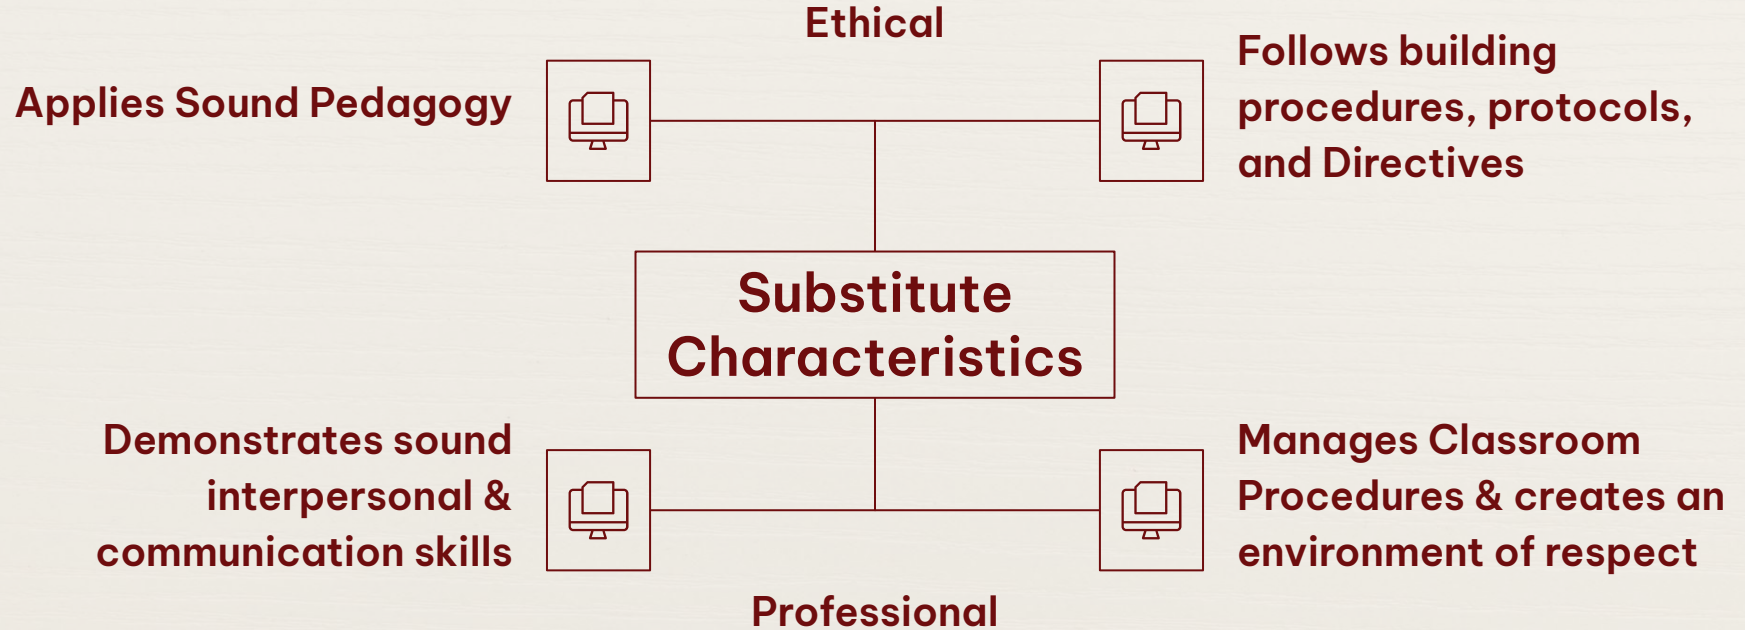 Ethical
Applies Sound Pedagogy
Follows building
procedures, protocols,
and Directives
Substitute
Characteristics
Demonstrates sound
interpersonal &
communication skills
Manages Classroom
Procedures & creates an
environment of respect
Professional